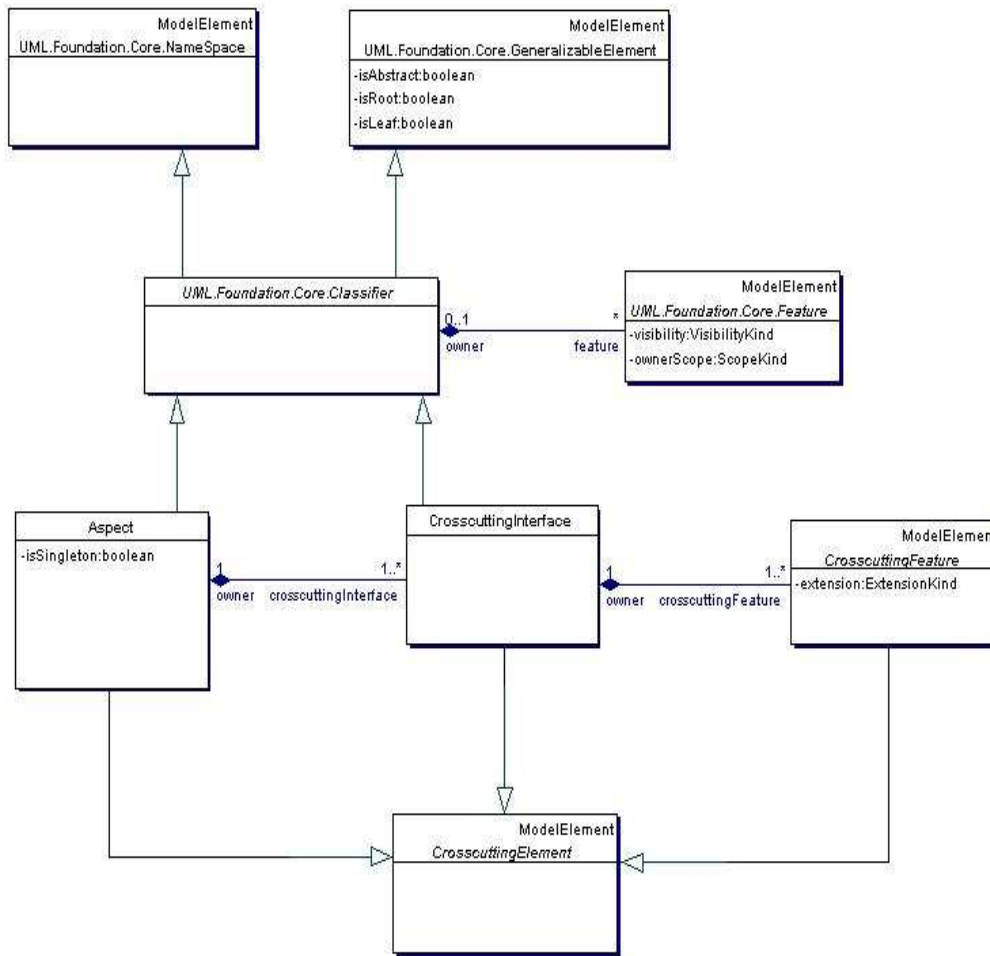 ModelElement
UML.Foundation.Core.NameSpace
ModelElement
UML.Foundation.Core.GeneralizableElement
-isAbstract:boolean
-isRoot:boolean
-isLeaf:boolean
UML.Foundation.Core.Classifier
ModelElement
UML.Foundation.Core.Feature
-visibility:VisibilityKind
-ownerScope:ScopeKind
0..1
*
owner
feature
Aspect
-isSingleton:boolean
1
1..*
owner
crosscuttingInterface
CrosscuttingInterface
1
1..*
owner
crosscuttingFeature
ModelElement
CrosscuttingFeature
-extension:ExtensionKind
ModelElement
CrosscuttingElement